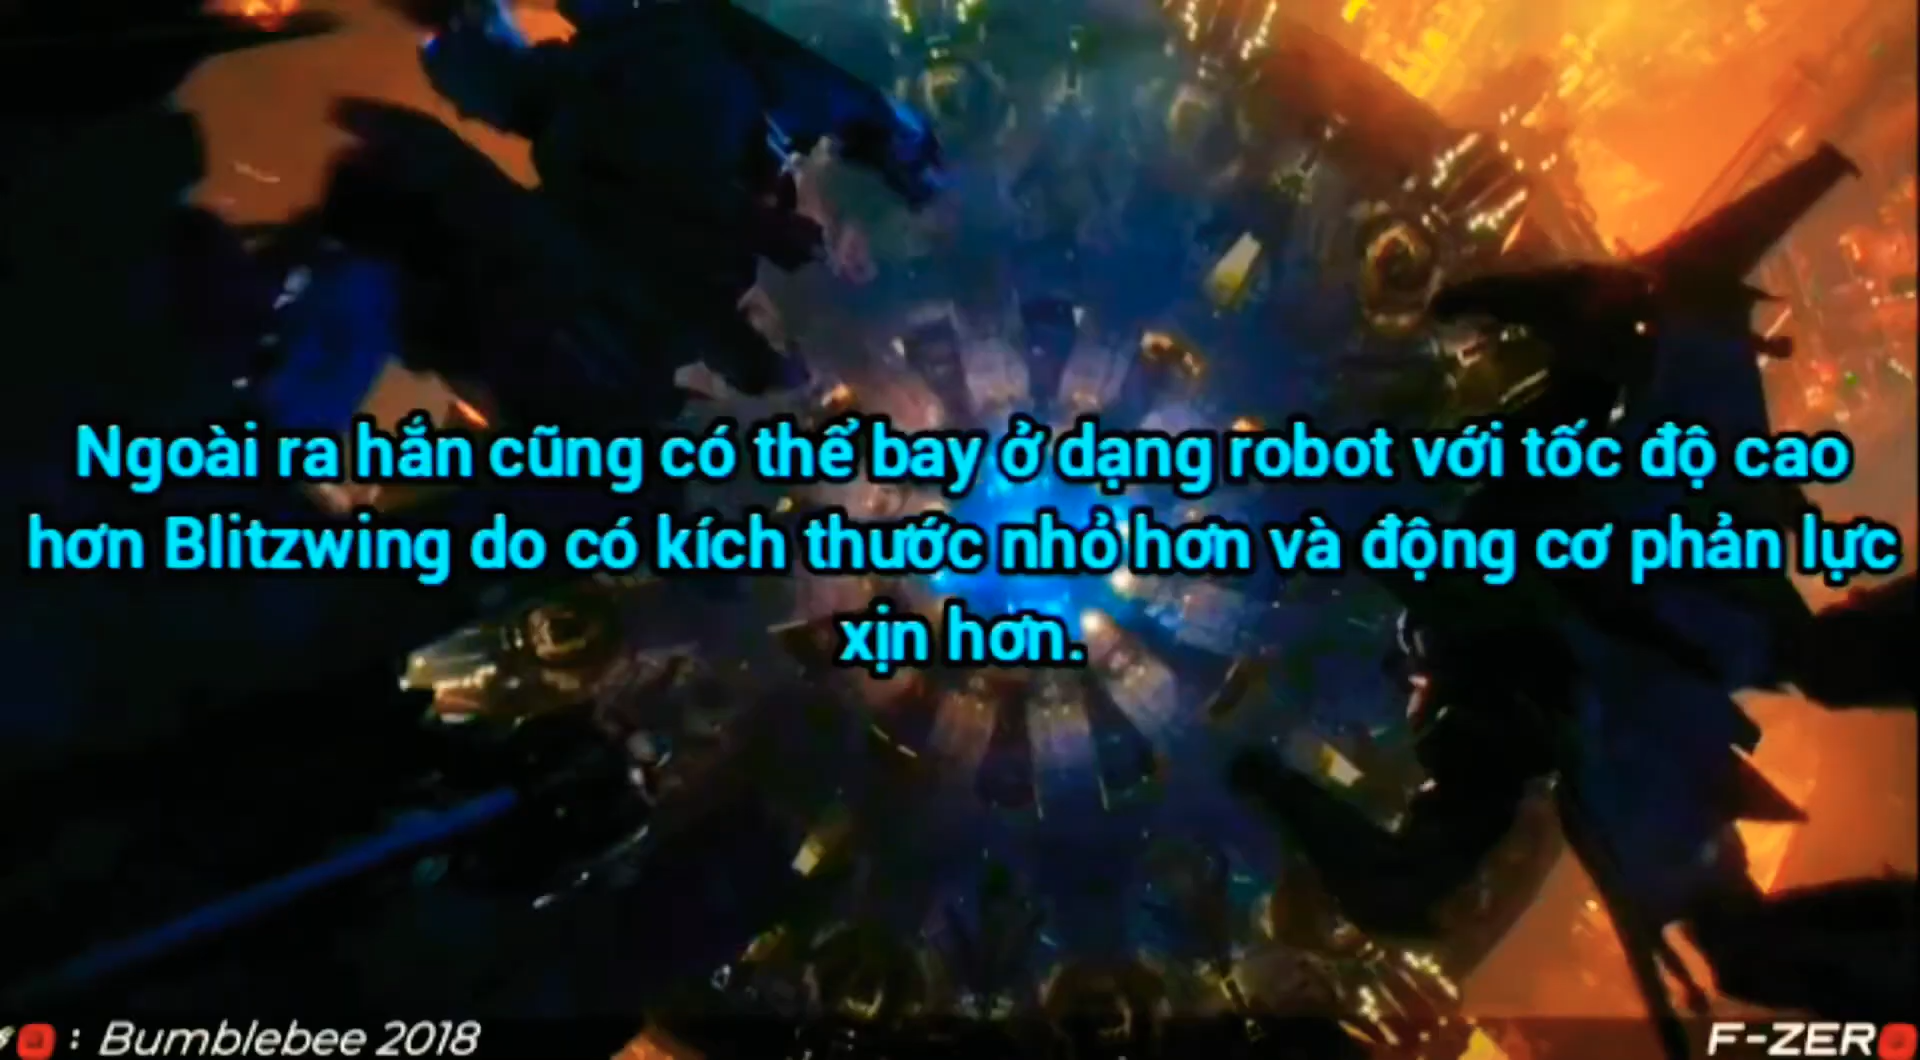 Ngoài ra hắn cũng có thể bay ở dạng robot với tốc độ cao
hơn Blitzwing do có kích thước nhỏ hơn và động cơ phản lực
xịn hơn.
: Bumblebee 2018
F-ZERO